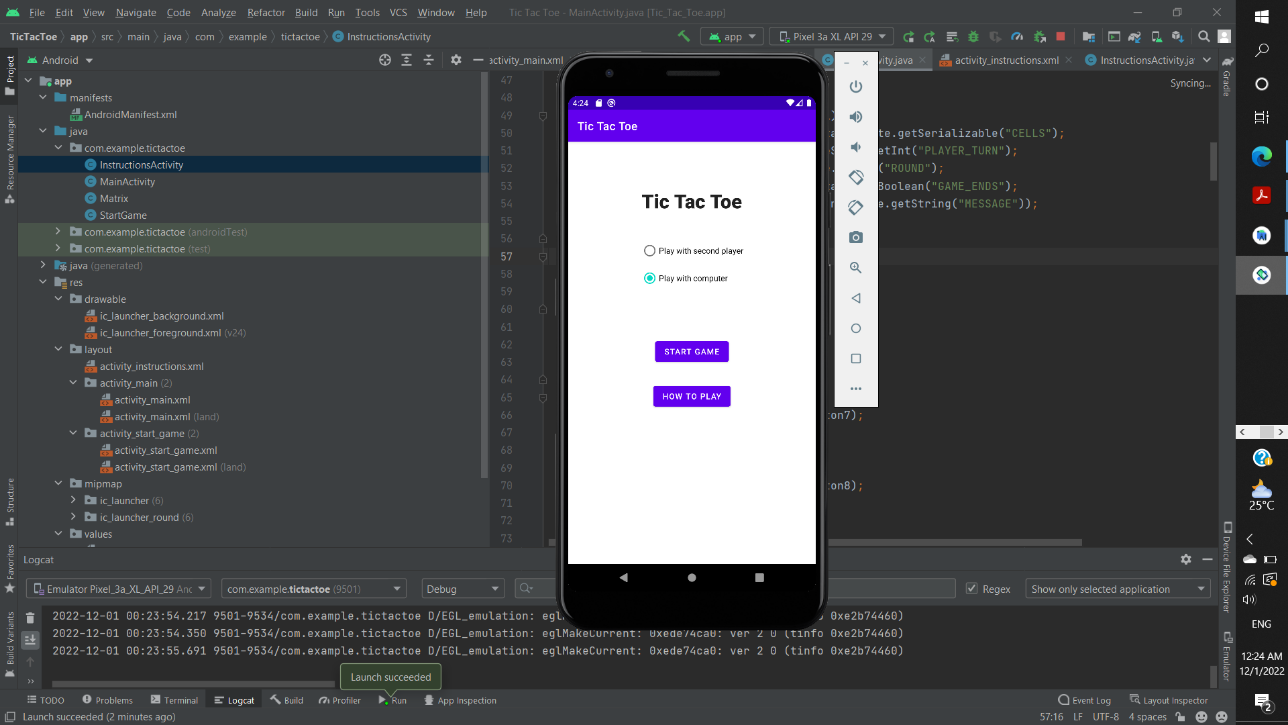 File Edit View Navigate Code Analyze Refactor Build Run Tools VCS Window Help Tic Tac Toe - MainActivity.java [Tic_Tac_Toe.app]
TicTacToe app src main java com example tictactoe InstructionsActivity app Pixel 3a XL API 29
Android
ctivity_main.xml
.java
activity_instructions.xml
InstructionsActivity.ja
Syncing...
Project
Resource Manager
Structure
Favorites
Build Variants
Gradle
Device File Explorer
Emulator
app
manifests
AndroidManifest.xml
java
com.example.tictactoe
InstructionsActivity
MainActivity
Matrix
StartGame
com.example.tictactoe (androidTest)
com.example.tictactoe (test)
java (generated)
res
drawable
ic_launcher_background.xml
ic_launcher_foreground.xml (v24)
layout
activity_instructions.xml
activity_main (2)
activity_main.xml
activity_main.xml (land)
activity_start_game (2)
activity_start_game.xml
activity_start_game.xml (land)
mipmap
ic_launcher (6)
ic_launcher_round (6)
values
47
48
49
50
51
52
53
54
55
56
57
58
59
60
61
62
63
64
65
66
67
68
69
70
71
72
73
te.getSerializable("CELLS");
etInt("PLAYER_TURN");
("ROUND");
Boolean("GAME_ENDS");
e.getString("MESSAGE"));
on7);
on8);
4:24
Tic Tac Toe
Tic Tac Toe
Play with second player
Play with computer
START GAME
HOW TO PLAY
Logcat
Emulator Pixel_3a_XL_API_29 Anc com.example.tictactoe (9501) Debug Regex Show only selected application
2022-12-01 00:23:54.217 9501-9534/com.example.tictactoe D/EGL_emulation: eglMakeCurrent: 0xede74ca0: ver 2 0 (tinfo 0xe2b74460)
2022-12-01 00:23:54.350 9501-9534/com.example.tictactoe D/EGL_emulation: eglMakeCurrent: 0xede74ca0: ver 2 0 (tinfo 0xe2b74460)
2022-12-01 00:23:55.691 9501-9534/com.example.tictactoe D/EGL_emulation: eglMakeCurrent: 0xede74ca0: ver 2 0 (tinfo 0xe2b74460)
Launch succeeded
TODO Problems Terminal Logcat Build Profiler Run App Inspection Event Log Layout Inspector
Launch succeeded (2 minutes ago) 57:16 LF UTF-8 4 spaces
25°C
ENG
12:24 AM
12/1/2022
2